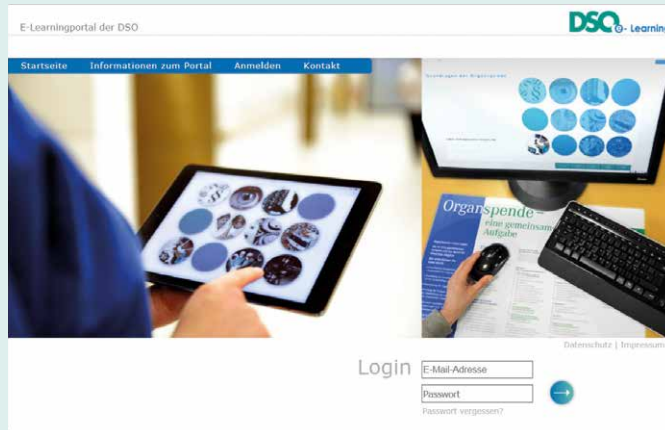 E-Learningportal der DSO
DSO e- Learning
Startseite Informationen zum Portal Anmelden Kontakt
Organspende –
eine gemeinsam
Aufgabe
Datenschutz | Impressum
Login
E-Mail-Adresse
Passwort
Passwort vergessen?